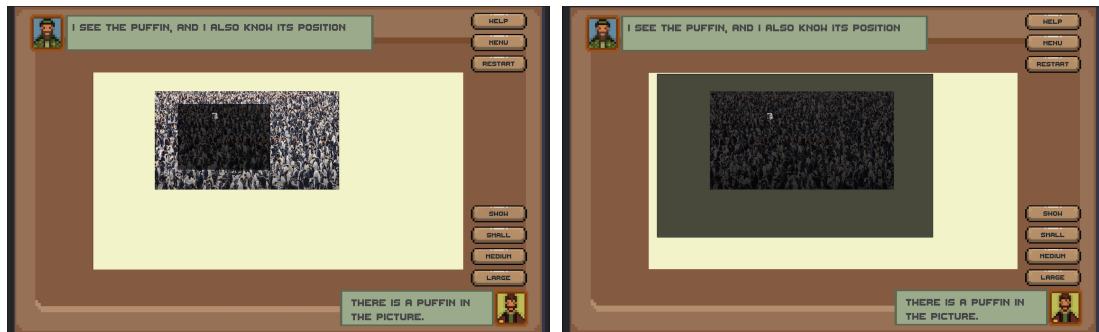 I SEE THE PUFFIN, AND I ALSO KNOW ITS POSITION
HELP
MENU
RESTART
SHOW
SMALL
MEDIUM
LARGE
THERE IS A PUFFIN IN
THE PICTURE.
I SEE THE PUFFIN, AND I ALSO KNOW ITS POSITION
HELP
MENU
RESTART
SHOW
SMALL
MEDIUM
LARGE
THERE IS A PUFFIN IN
THE PICTURE.